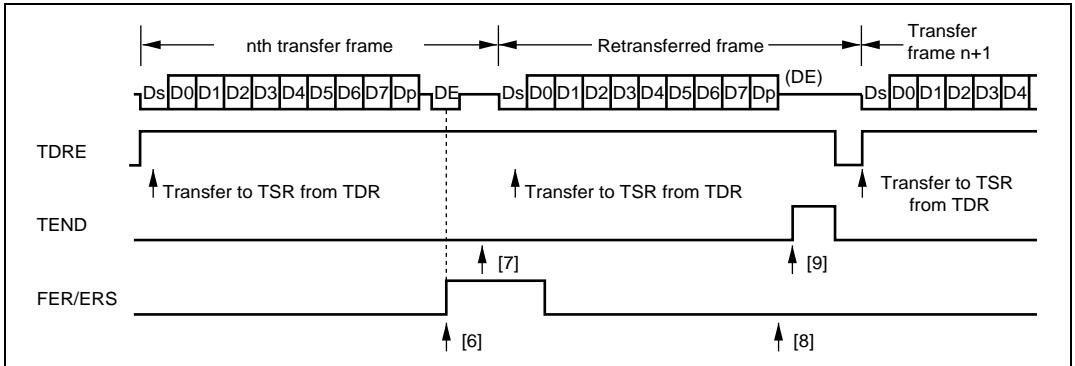 nth transfer frame
Retransferred frame
Transfer
frame n+1
Ds D0 D1 D2 D3 D4 D5 D6 D7 Dp DE
Ds D0 D1 D2 D3 D4 D5 D6 D7 Dp
(DE)
Ds D0 D1 D2 D3 D4
TDRE
Transfer to TSR from TDR
Transfer to TSR from TDR
Transfer to TSR
from TDR
TEND
[7]
[9]
FER/ERS
[6]
[8]